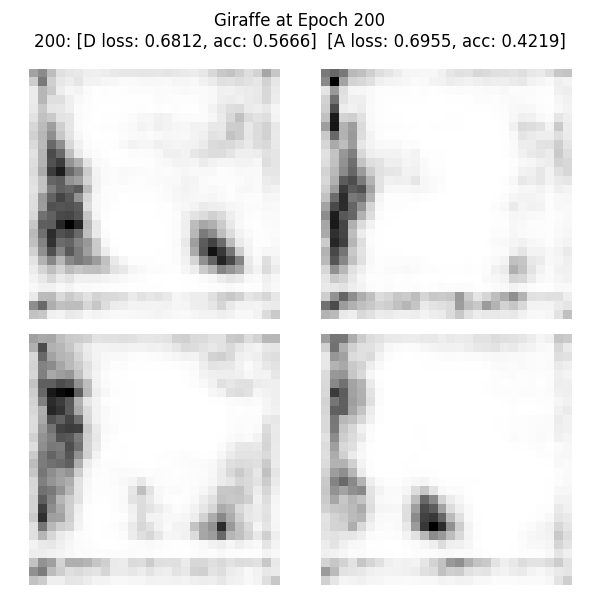 Giraffe at Epoch 200
200: [D loss: 0.6812, acc: 0.5666]  [A loss: 0.6955, acc: 0.4219]